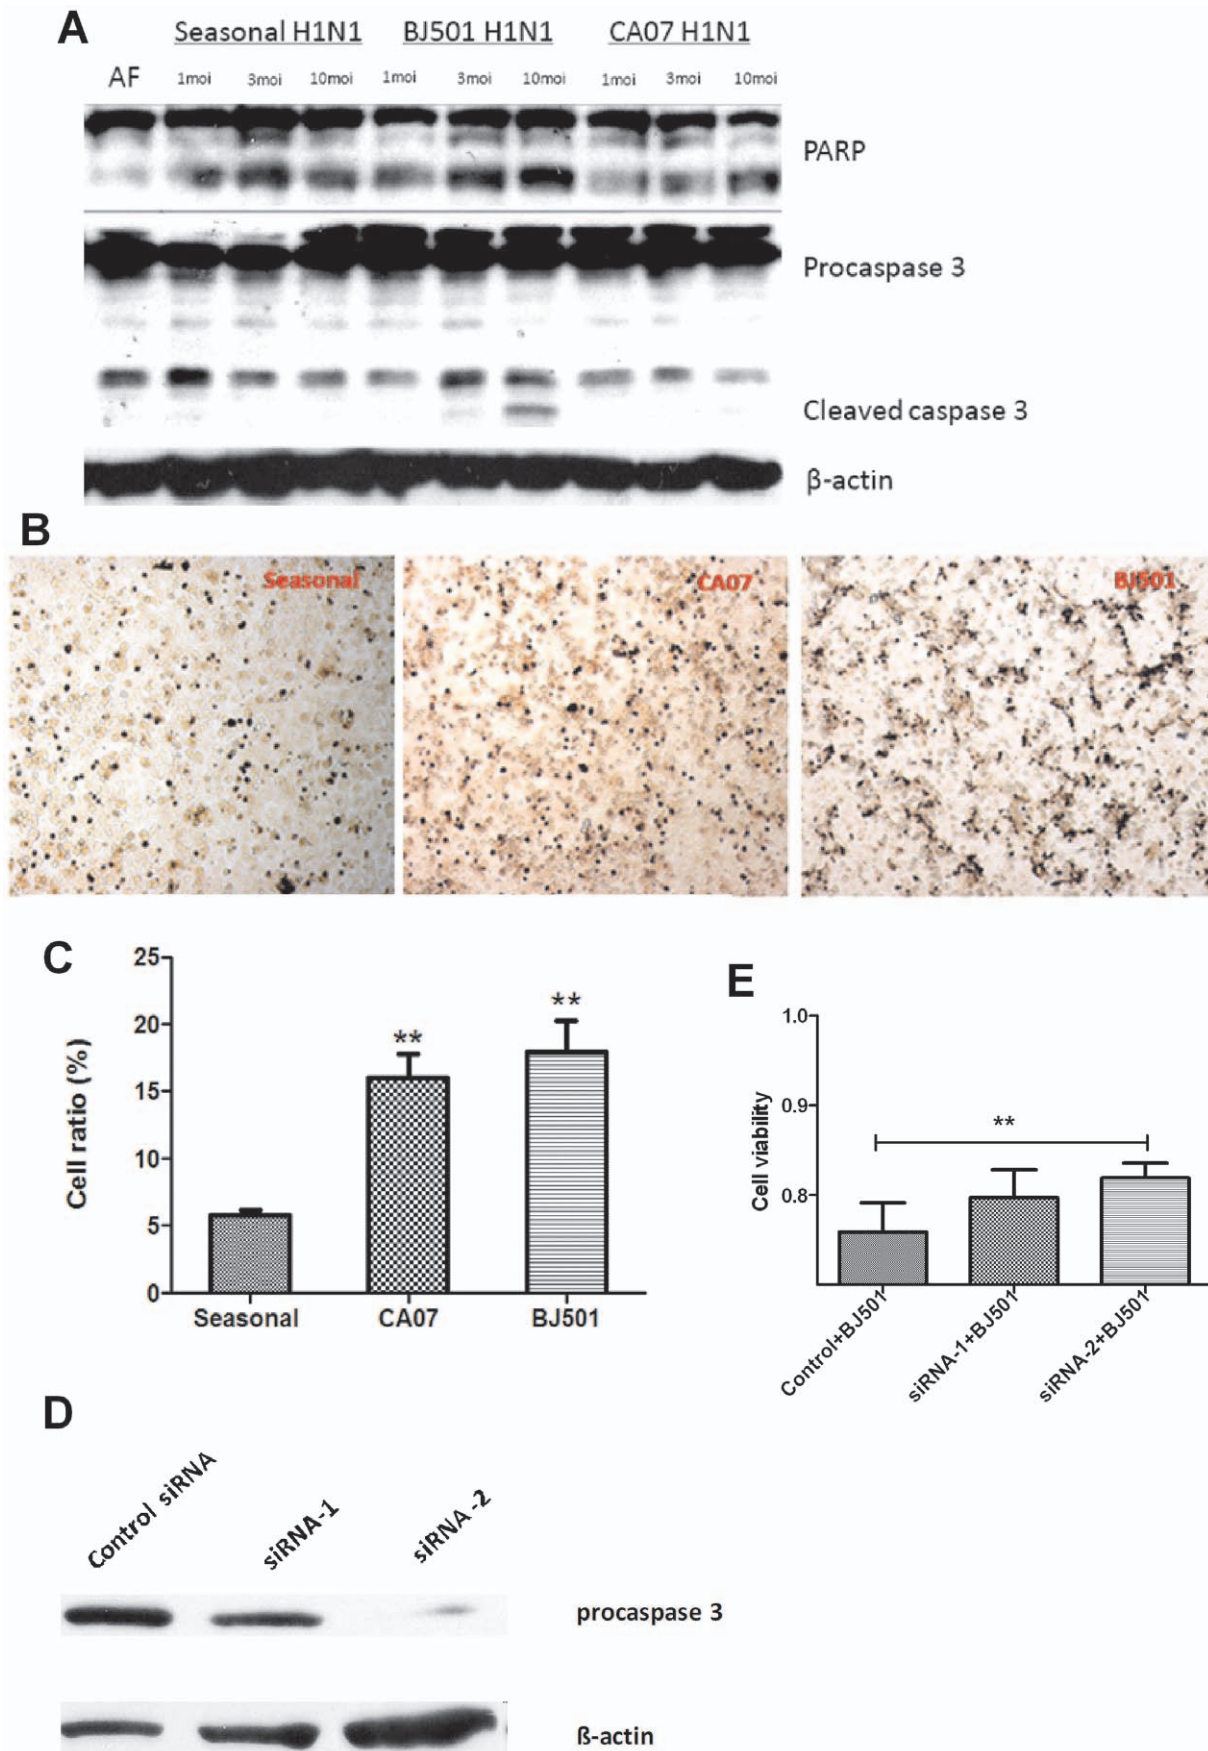 A
Seasonal H1N1 BJ501 H1N1 CA07 H1N1
AF 1moi 3moi 10moi 1moi 3moi 10moi 1moi 3moi 10moi
PARP
Procaspase 3
Cleaved caspase 3
β-actin
B
Seasonal CA07 BJ501
C
25
20
15
10
5
0
Cell ratio (%)
**
**
Seasonal CA07 BJ501
E
1.0
0.9
0.8
Cell viability
**
Control+BJ501
siRNA-1+BJ501
siRNA-2+BJ501
D
Control siRNA
siRNA-1
siRNA-2
procaspase 3
ß-actin